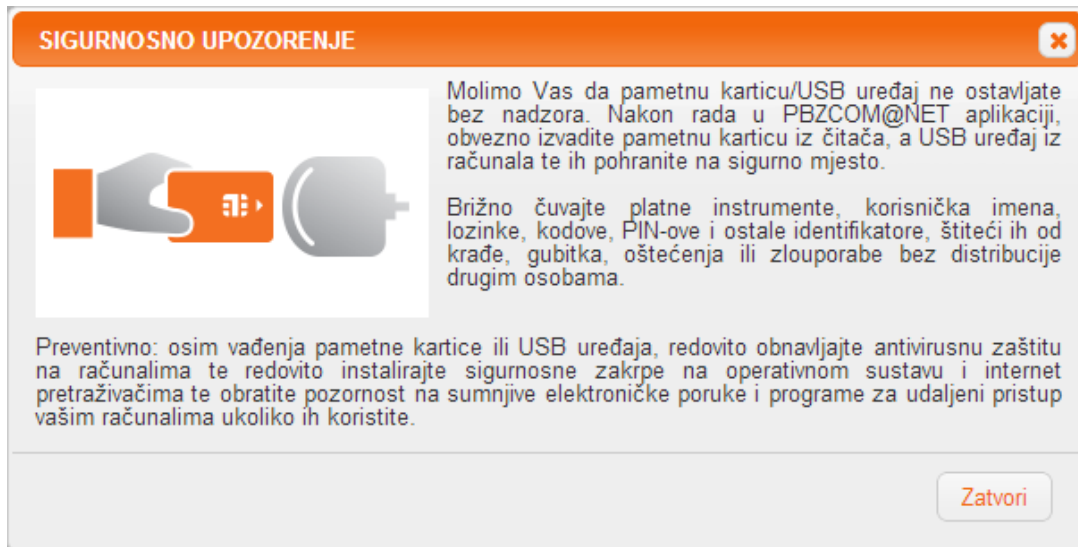 SIGURNOSNO UPOZORENJE
Molimo Vas da pametnu karticu/USB uređaj ne ostavljate
bez nadzora. Nakon rada u PBZCOM@NET aplikaciji,
obvezno izvadite pametnu karticu iz čitača, a USB uređaj iz
računala te ih pohranite na sigurno mjesto.
Brižno čuvajte platne instrumente, korisnička imena,
lozinke, kodove, PIN-ove i ostale identifikatore, štiteći ih od
krađe, gubitka, oštećenja ili zlouporabe bez distribucije
drugim osobama.
Preventivno: osim vađenja pametne kartice ili USB uređaja, redovito obnavljajte antivirusnu zaštitu
na računalima te redovito instalirajte sigurnosne zakrpe na operativnom sustavu i internet
pretraživačima te obratite pozornost na sumnjive elektroničke poruke i programe za udaljeni pristup
vašim računalima ukoliko ih koristite.
Zatvori